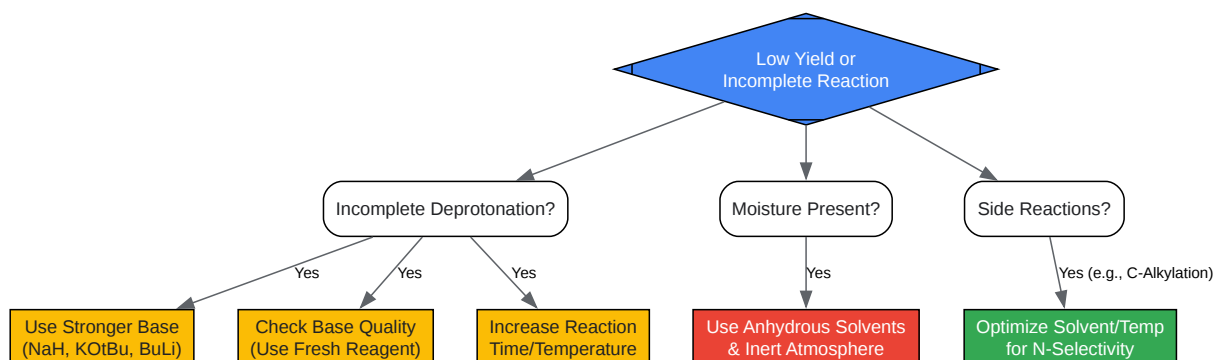 Low Yield or
Incomplete Reaction
Incomplete Deprotonation?
Moisture Present?
Side Reactions?
Yes
Yes
Yes
Yes
Yes (e.g., C-Alkylation)
Use Stronger Base
(NaH, KOtBu, BuLi)
Check Base Quality
(Use Fresh Reagent)
Increase Reaction
Time/Temperature
Use Anhydrous Solvents
& Inert Atmosphere
Optimize Solvent/Temp
for N-Selectivity